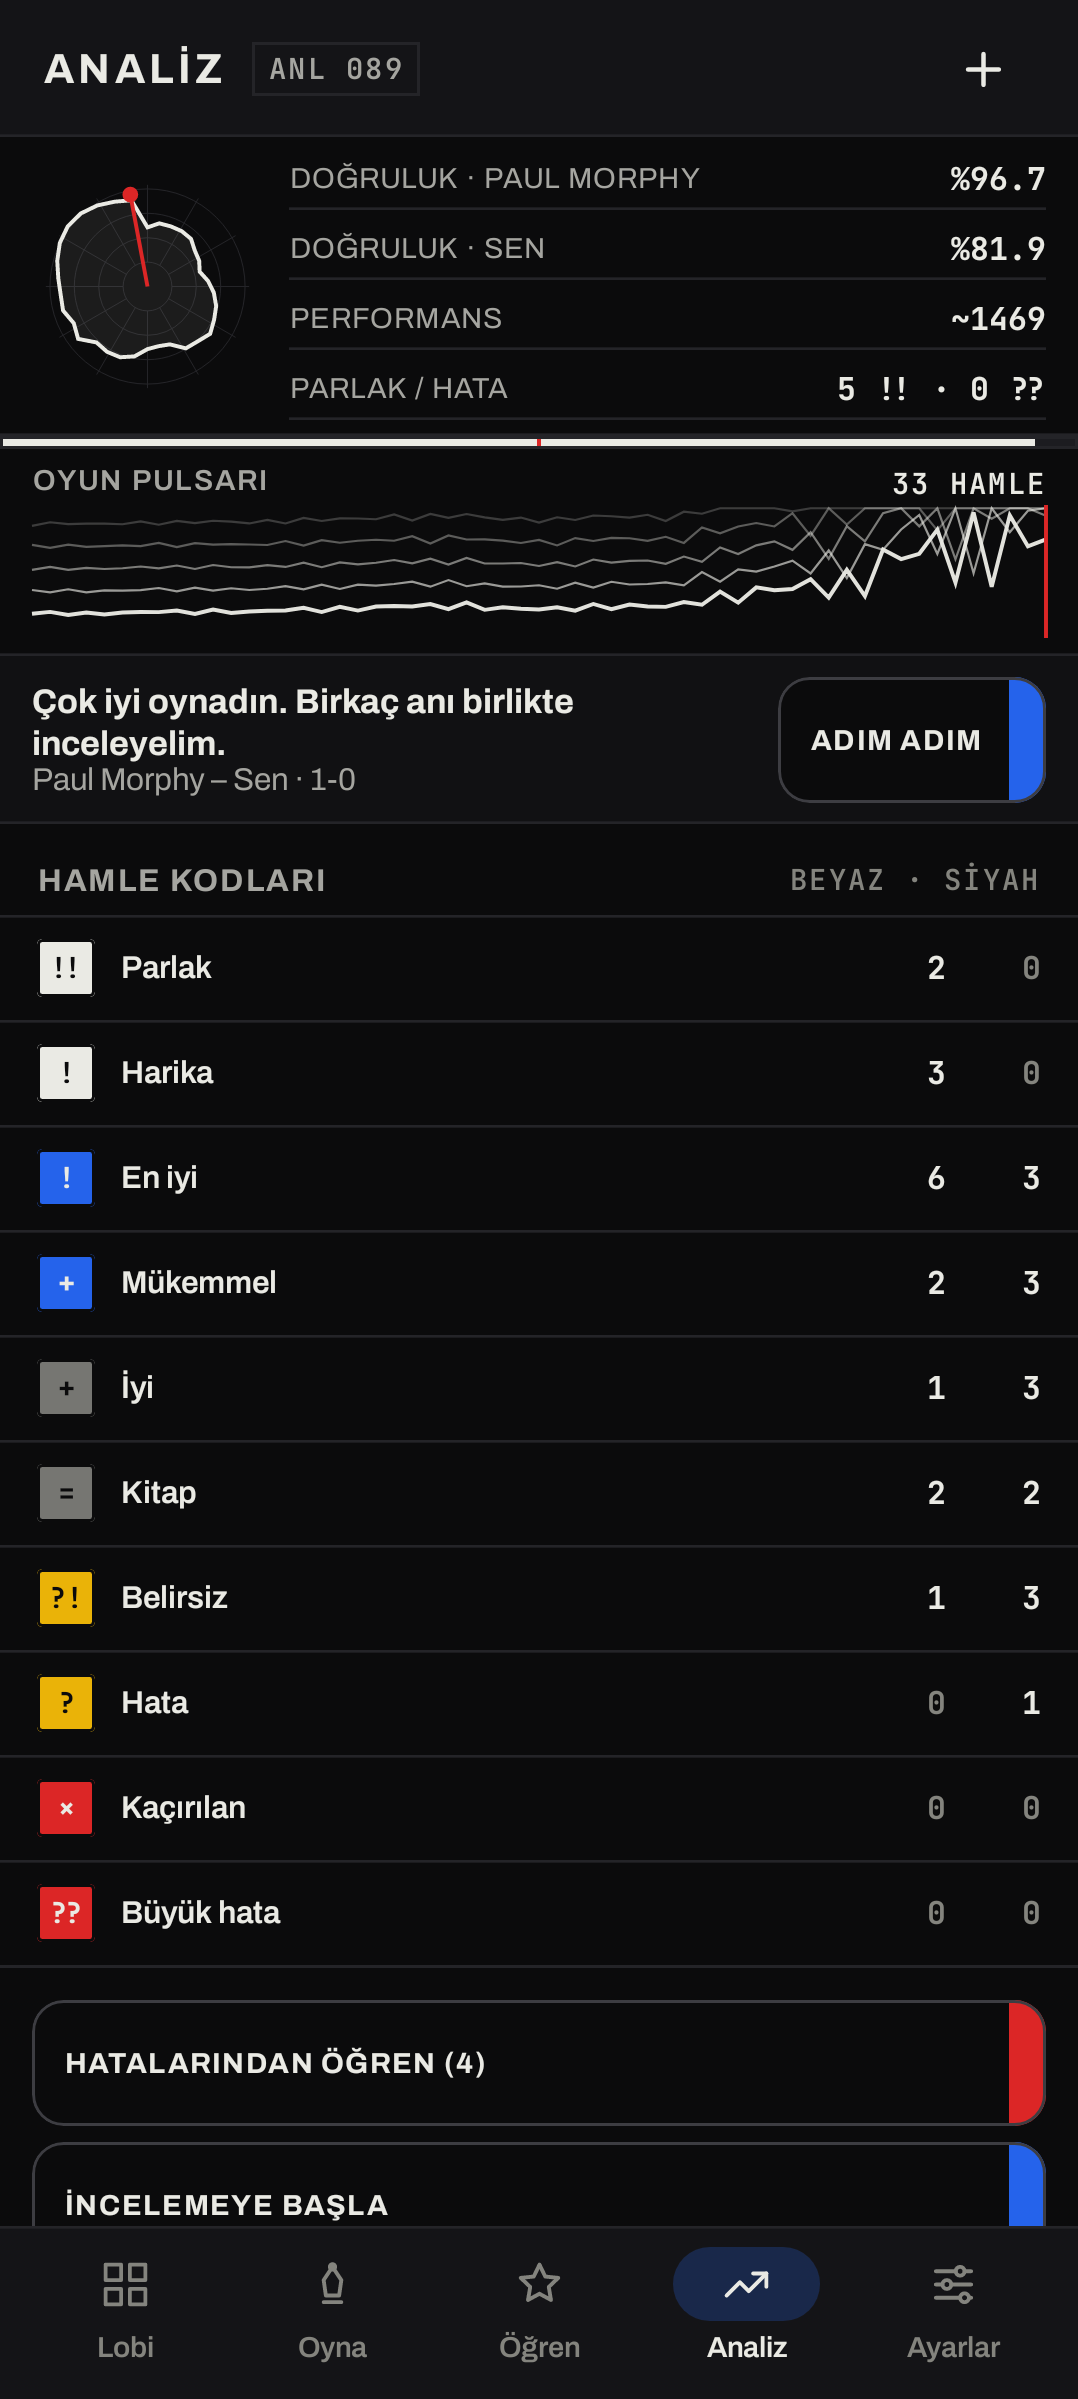 ANALİZ ANL 089 +
DOĞRULUK · PAUL MORPHY %96.7
DOĞRULUK · SEN %81.9
PERFORMANS ~1469
PARLAK / HATA 5 !! · 0 ??
OYUN PULSARI 33 HAMLE
Çok iyi oynadın. Birkaç anı birlikte
inceleyelim.
Paul Morphy – Sen · 1-0
ADIM ADIM
HAMLE KODLARI BEYAZ · SİYAH
!! Parlak 2 0
! Harika 3 0
! En iyi 6 3
+ Mükemmel 2 3
+ İyi 1 3
= Kitap 2 2
?! Belirsiz 1 3
? Hata 0 1
× Kaçırılan 0 0
?? Büyük hata 0 0
HATALARINDAN ÖĞREN (4)
İNCELEMEYE BAŞLA
Lobi Oyna Öğren Analiz Ayarlar